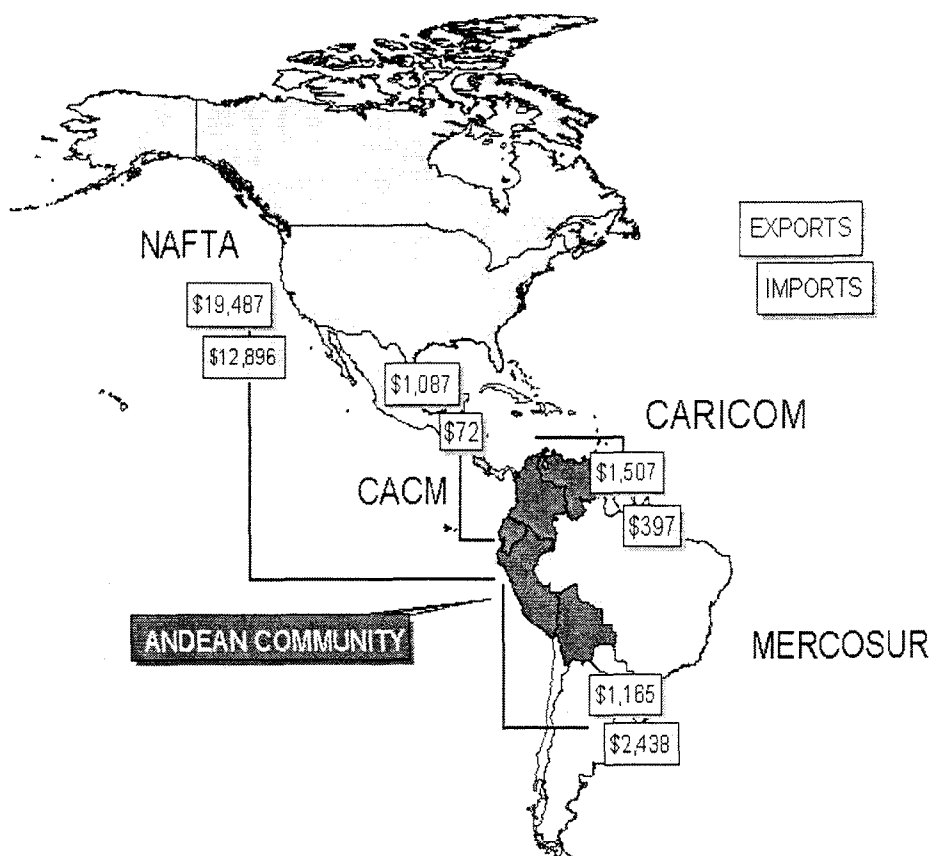 EXPORTS
IMPORTS
NAFTA
$19,487
$12,896
$1,087
$72
CACM
CARICOM
$1,507
$397
ANDEAN COMMUNITY
MERCOSUR
$1,165
$2,438